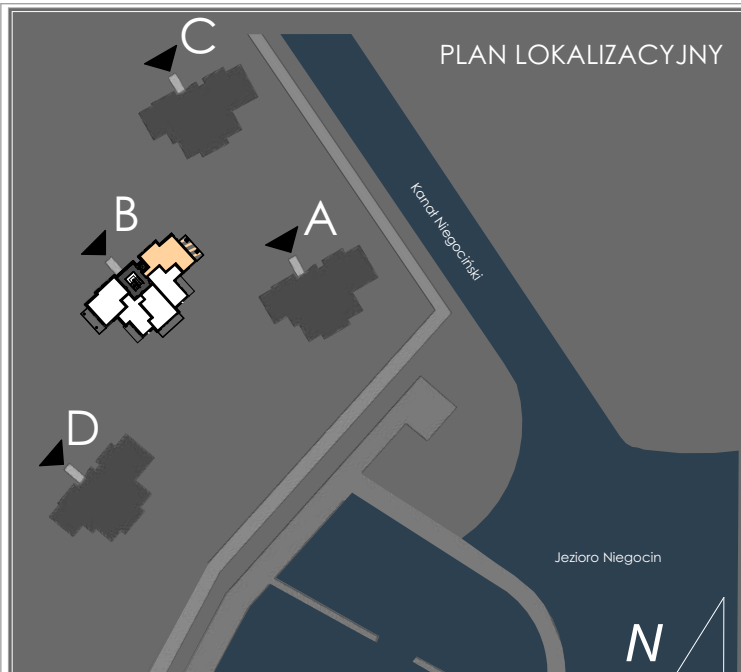 C
PLAN LOKALIZACYJNY
B
A
Kanał Niegociński
D
Jezioro Niegocin
N